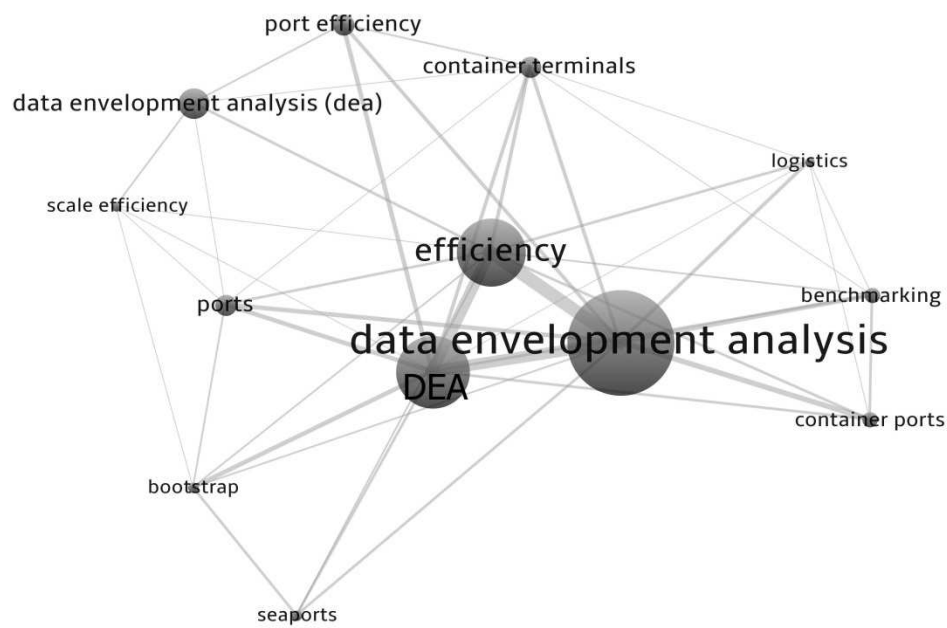 port efficiency
container terminals
data envelopment analysis (dea)
logistics
scale efficiency
efficiency
ports
benchmarking
data envelopment analysis
DEA
container ports
bootstrap
seaports